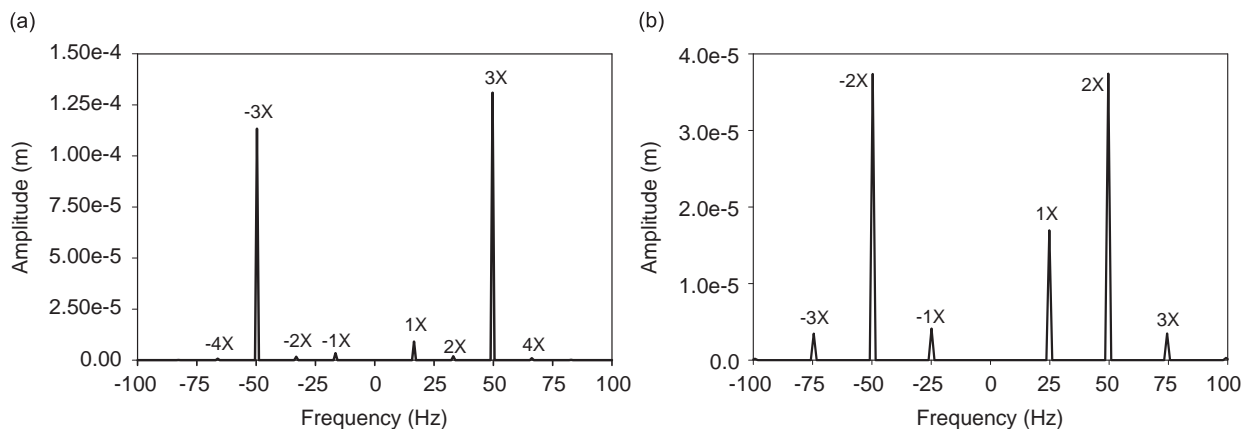 (a)
1.50e-4
1.25e-4
1.00e-4
7.50e-5
5.00e-5
2.50e-5
0.00
Amplitude (m)
-4X
-3X
-2X
-1X
1X
2X
3X
4X
-100 -75 -50 -25 0 25 50 75 100
Frequency (Hz)
(b)
4.0e-5
3.0e-5
2.0e-5
1.0e-5
0.0
Amplitude (m)
-3X
-2X
-1X
1X
2X
3X
-100 -75 -50 -25 0 25 50 75 100
Frequency (Hz)